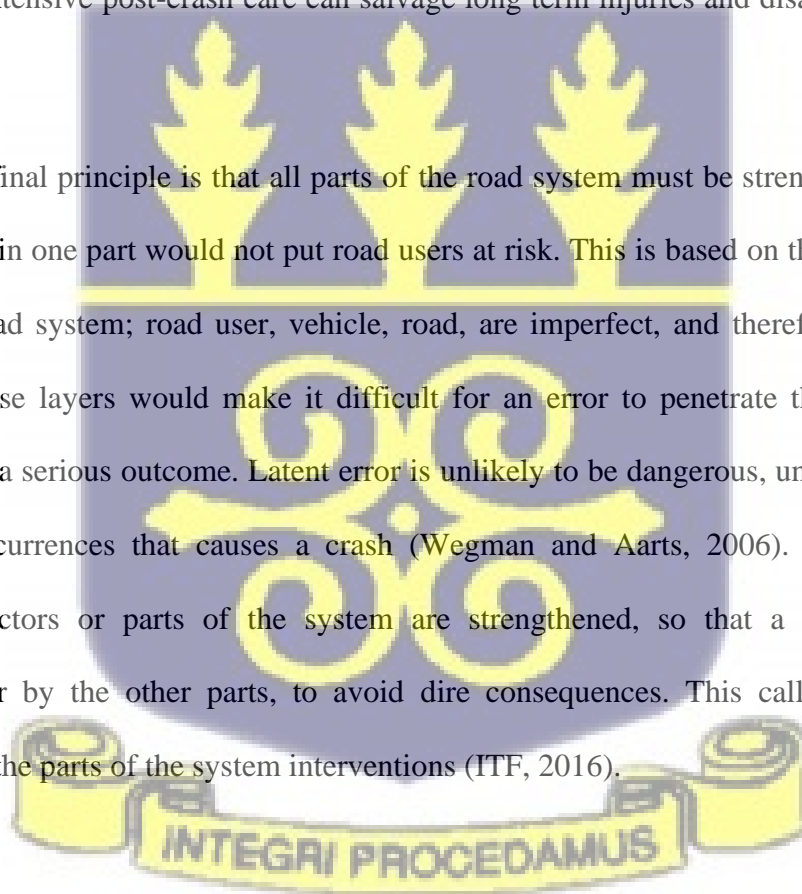 tensive post-crash care can salvage long term injuries and disa
final principle is that all parts of the road system must be stren
in one part would not put road users at risk. This is based on th
ad system; road user, vehicle, road, are imperfect, and theref
se layers would make it difficult for an error to penetrate th
a serious outcome. Latent error is unlikely to be dangerous, un
currences that causes a crash (Wegman and Aarts, 2006).
ctors or parts of the system are strengthened, so that a
r by the other parts, to avoid dire consequences. This call
the parts of the system interventions (ITF, 2016).
INTEGRI PROCEDAMUS